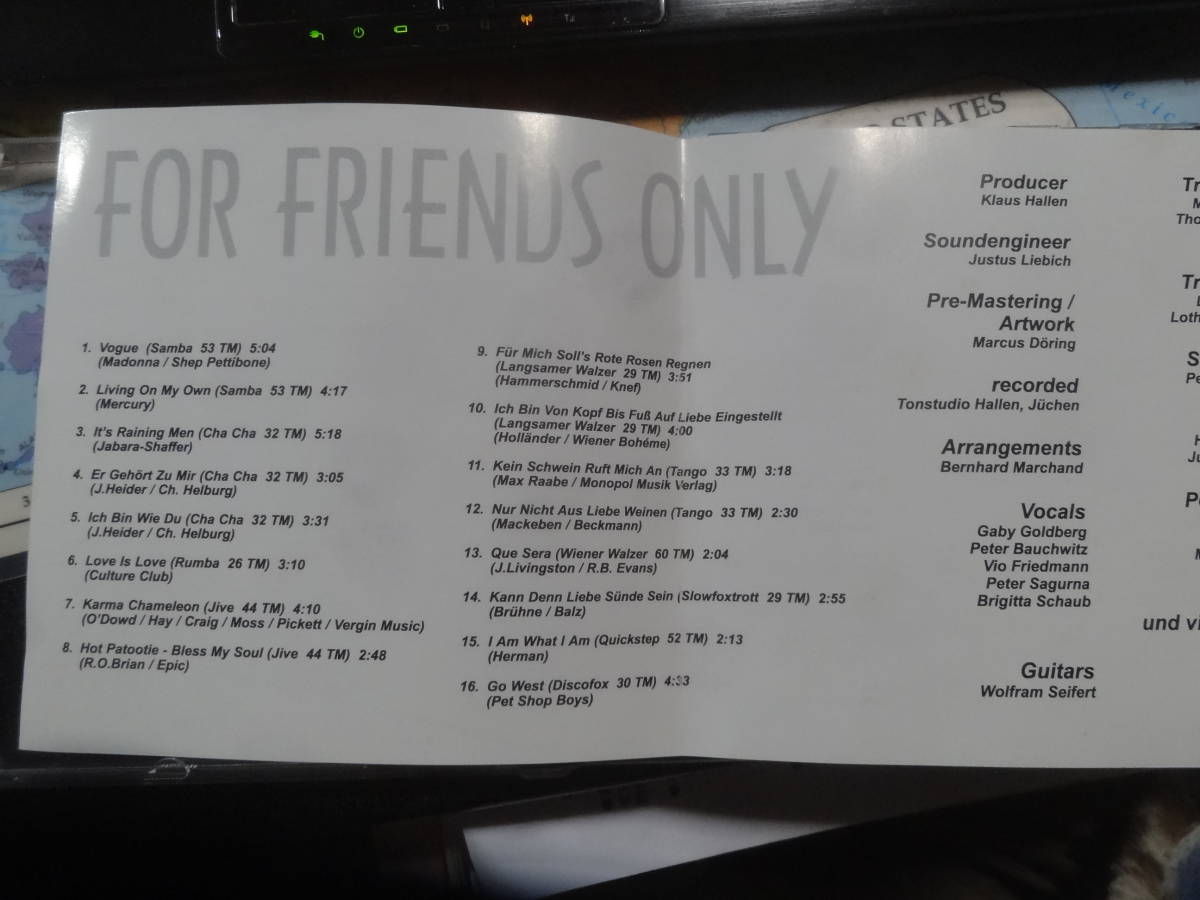 STATES
exic
FOR FRIENDS ONLY
1. Vogue (Samba 53 TM) 5:04
(Madonna / Shep Pettibone)
2. Living On My Own (Samba 53 TM) 4:17
(Mercury)
3. It's Raining Men (Cha Cha 32 TM) 5:18
(Jabara-Shaffer)
4. Er Gehört Zu Mir (Cha Cha 32 TM) 3:05
(J.Heider / Ch. Helburg)
5. Ich Bin Wie Du (Cha Cha 32 TM) 3:31
(J.Heider / Ch. Helburg)
6. Love Is Love (Rumba 26 TM) 3:10
(Culture Club)
7. Karma Chameleon (Jive 44 TM) 4:10
(O'Dowd / Hay / Craig / Moss / Pickett / Vergin Music)
8. Hot Patootie - Bless My Soul (Jive 44 TM) 2:48
(R.O.Brian / Epic)
9. Für Mich Soll's Rote Rosen Regnen
(Langsamer Walzer 29 TM) 3:51
(Hammerschmid / Knef)
10. Ich Bin Von Kopf Bis Fuß Auf Liebe Eingestellt
(Langsamer Walzer 29 TM) 4:00
(Holländer / Wiener Bohéme)
11. Kein Schwein Ruft Mich An (Tango 33 TM) 3:18
(Max Raabe / Monopol Musik Verlag)
12. Nur Nicht Aus Liebe Weinen (Tango 33 TM) 2:30
(Mackeben / Beckmann)
13. Que Sera (Wiener Walzer 60 TM) 2:04
(J.Livingston / R.B. Evans)
14. Kann Denn Liebe Sünde Sein (Slowfoxtrott 29 TM) 2:55
(Brühne / Balz)
15. I Am What I Am (Quickstep 52 TM) 2:13
(Herman)
16. Go West (Discofox 30 TM) 4:33
(Pet Shop Boys)
Producer
Klaus Hallen
Soundengineer
Justus Liebich
Pre-Mastering /
Artwork
Marcus Döring
recorded
Tonstudio Hallen, Jüchen
Arrangements
Bernhard Marchand
Vocals
Gaby Goldberg
Peter Bauchwitz
Vio Friedmann
Peter Sagurna
Brigitta Schaub
Guitars
Wolfram Seifert
Tr
M
Tho
Tr
Loth
S
Pe
H
Ju
Pe
M
und vi